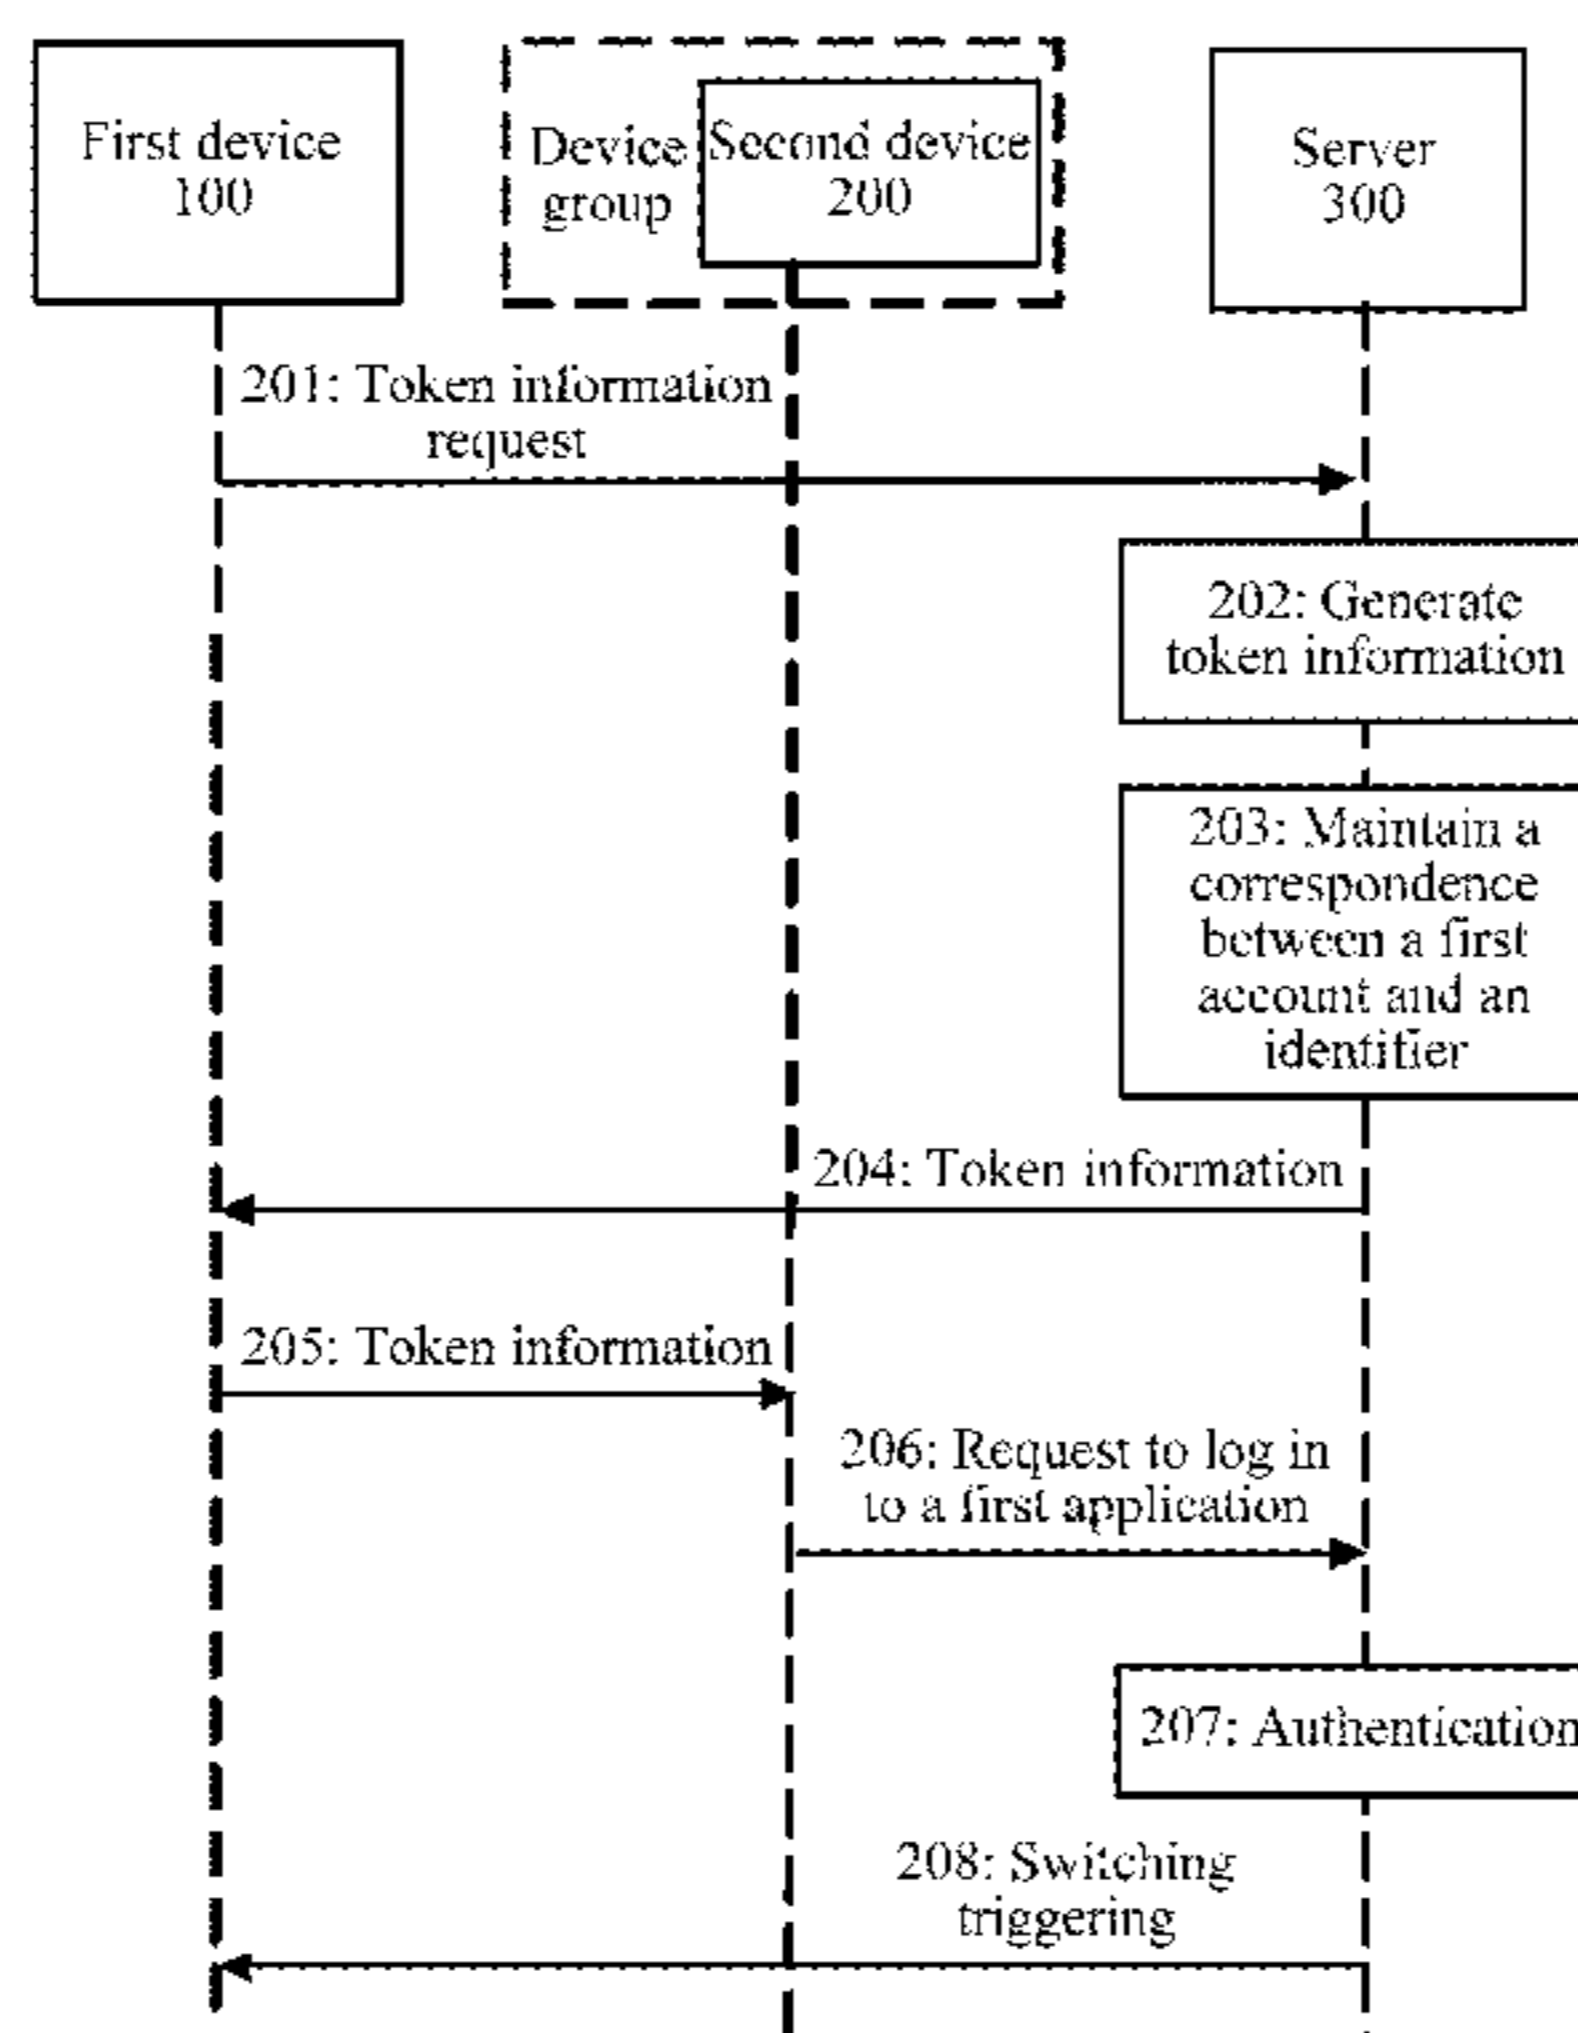 First device
100
Device
group
Second device
200
Server
300
201: Token information
request
202: Generate
token information
203: Maintain a
correspondence
between a first
account and an
identifier
204: Token information
205: Token information
206: Request to log in
to a first application
207: Authentication
208: Switching
triggering